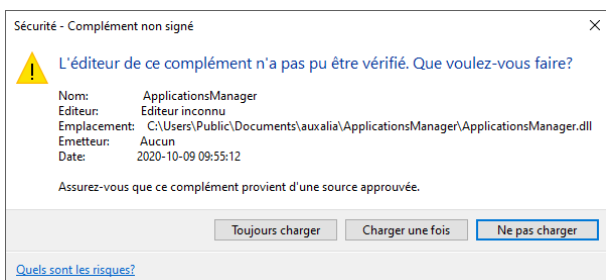 Sécurité - Complément non signé
L'éditeur de ce complément n'a pas pu être vérifié. Que voulez-vous faire?
Nom: ApplicationsManager
Editeur: Editeur inconnu
Emplacement: C:\Users\Public\Documents\auxalia\ApplicationsManager\ApplicationsManager.dll
Emetteur: Aucun
Date: 2020-10-09 09:55:12
Assurez-vous que ce complément provient d'une source approuvée.
Toujours charger Charger une fois Ne pas charger
Quels sont les risques?